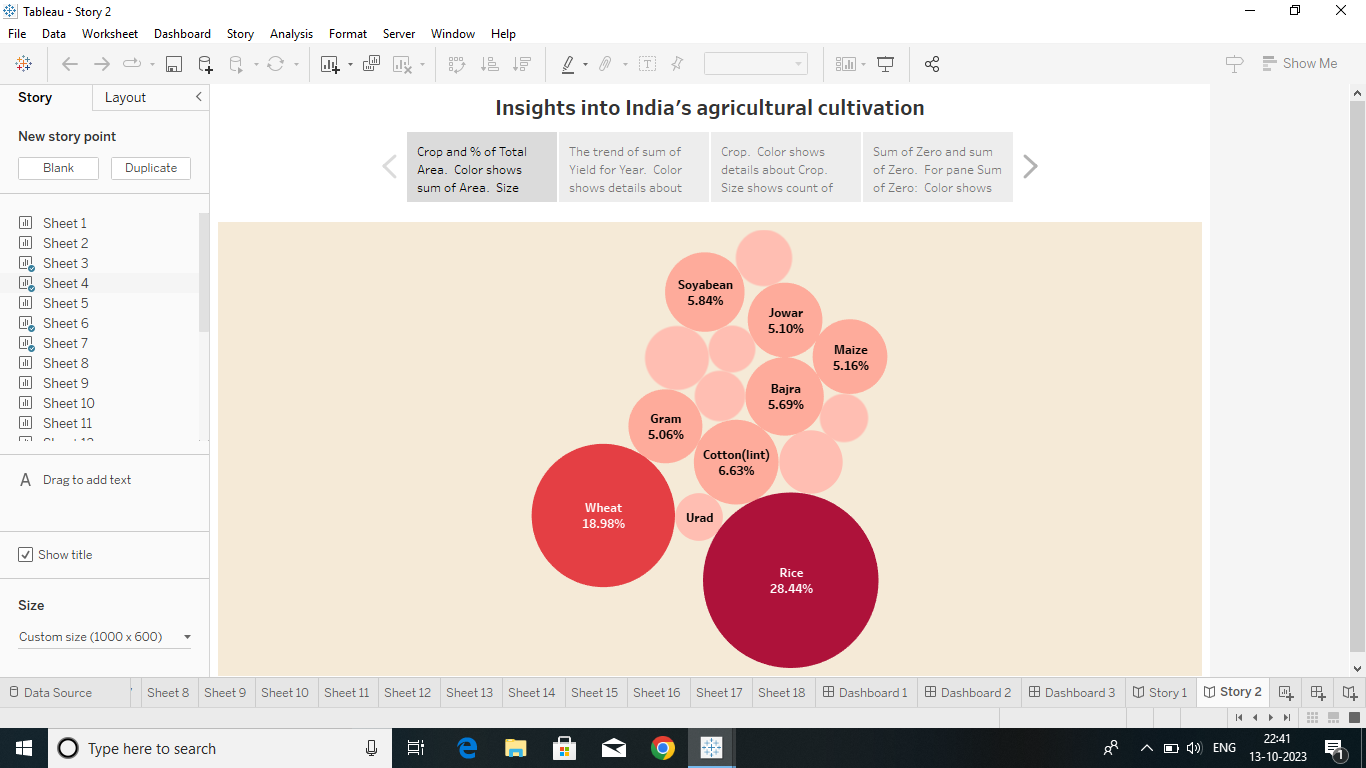 Tableau - Story 2
File Data Worksheet Dashboard Story Analysis Format Server Window Help
Show Me
Story Layout
New story point
Blank Duplicate
Sheet 1
Sheet 2
Sheet 3
Sheet 4
Sheet 5
Sheet 6
Sheet 7
Sheet 8
Sheet 9
Sheet 10
Sheet 11
A Drag to add text
Show title
Size
Custom size (1000 x 600)
Insights into India's agricultural cultivation
Crop and % of Total
Area. Color shows
sum of Area. Size
The trend of sum of
Yield for Year. Color
shows details about
Crop. Color shows
details about Crop.
Size shows count of
Sum of Zero and sum
of Zero. For pane Sum
of Zero: Color shows
Soyabean
5.84%
Jowar
5.10%
Maize
5.16%
Bajra
5.69%
Gram
5.06%
Cotton(lint)
6.63%
Wheat
18.98%
Urad
Rice
28.44%
Data Source Sheet 8 Sheet 9 Sheet 10 Sheet 11 Sheet 12 Sheet 13 Sheet 14 Sheet 15 Sheet 16 Sheet 17 Sheet 18 Dashboard 1 Dashboard 2 Dashboard 3 Story 1 Story 2
Type here to search
ENG
22:41
13-10-2023
1